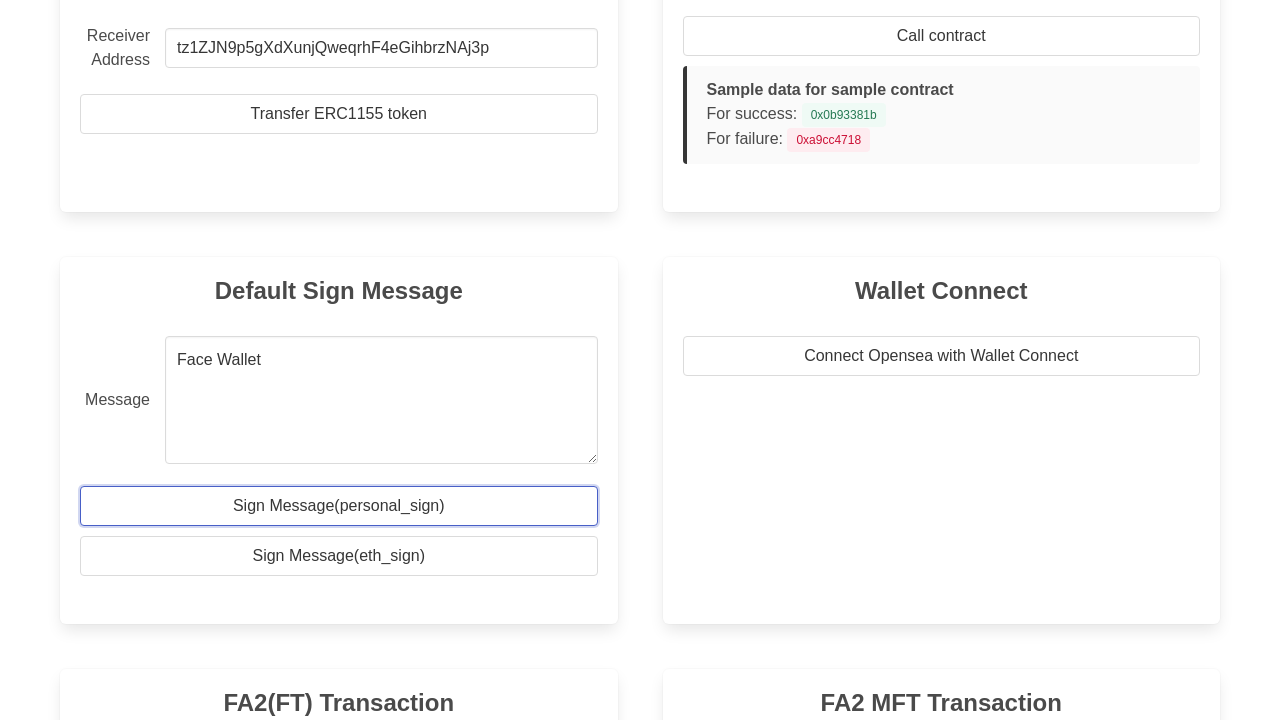 Receiver
Address
tz1ZJN9p5gXdXunjQweqrhF4eGihbrzNAj3p
Transfer ERC1155 token
Call contract
Sample data for sample contract
For success: 0x0b93381b
For failure: 0xa9cc4718
Default Sign Message
Message
Face Wallet
Sign Message(personal_sign)
Sign Message(eth_sign)
Wallet Connect
Connect Opensea with Wallet Connect
FA2(FT) Transaction
FA2 MFT Transaction